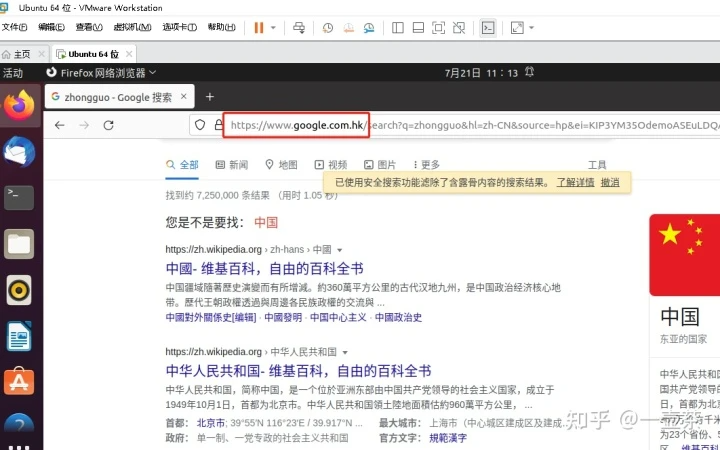 Ubuntu 64 位 - VMware Workstation
文件(F) 编辑(E) 查看(V) 虚拟机(M) 选项卡(T) 帮助(H)
主页 × Ubuntu 64 位 ×
活动 Firefox 网络浏览器 7月21日 11：13
G zhongguo - Google 搜索 × +
https://www.google.com.hk/search?q=zhongguo&hl=zh-CN&source=hp&ei=KIP3YM35OdemoASEuLDQA
全部 新闻 地图 视频 图片 更多 工具
已使用安全搜索功能滤除了含露骨内容的搜索结果。 了解详情 撤消
找到约 7,250,000 条结果 （用时 1.05 秒）
您是不是要找： 中国
https://zh.wikipedia.org › zh-hans › 中國
中國- 维基百科，自由的百科全书
中国疆域隨著歷史演變而有所增減。約360萬平方公里的古代汉地九州，是中国政治经济核心地
带。歷代王朝政權透過與周邊各民族政權的交流與 ...
中國對外關係史[编辑] · 中國發明 · 中国中心主义 · 中國政治史
https://zh.wikipedia.org › 中华人民共和国
中华人民共和国- 维基百科，自由的百科全书
中华人民共和国，简称中国，是一个位於亚洲东部由中国共产党领导的社会主义国家，成立于
1949年10月1日，首都为北京市。中华人民共和国領土陸地面積估約960萬平方公里， ...
首都： 北京市; 39°55′N 116°23′E / 39.917°N ...
最大城市： 上海市（中心城区建成区及建成...
政府： 单一制、一党专政的社会主义共和国
官方文字： 规範漢字
中国
东亚的国家
中华人民共和
国共产党领导
日，首都为北
为23个省份、5
知乎